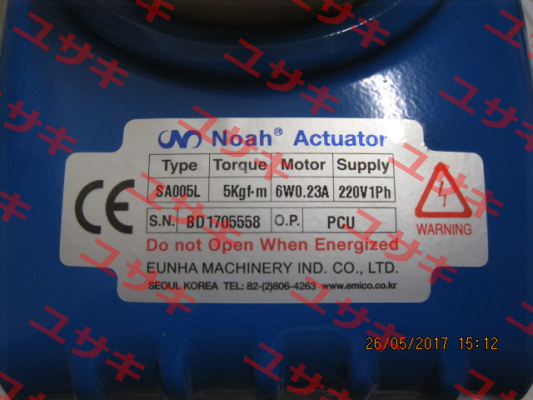 Noah® Actuator
Type Torque Motor Supply
SA005L 5Kgf-m 6W0.23A 220V1Ph
S.N. BD1705558 O.P. PCU
WARNING
Do not Open When Energized
EUNHA MACHINERY IND. CO., LTD.
SEOUL KOREA TEL: 82-(2)806-4263 www.emico.co.kr
CE
26/05/2017 15:12
ユサキ